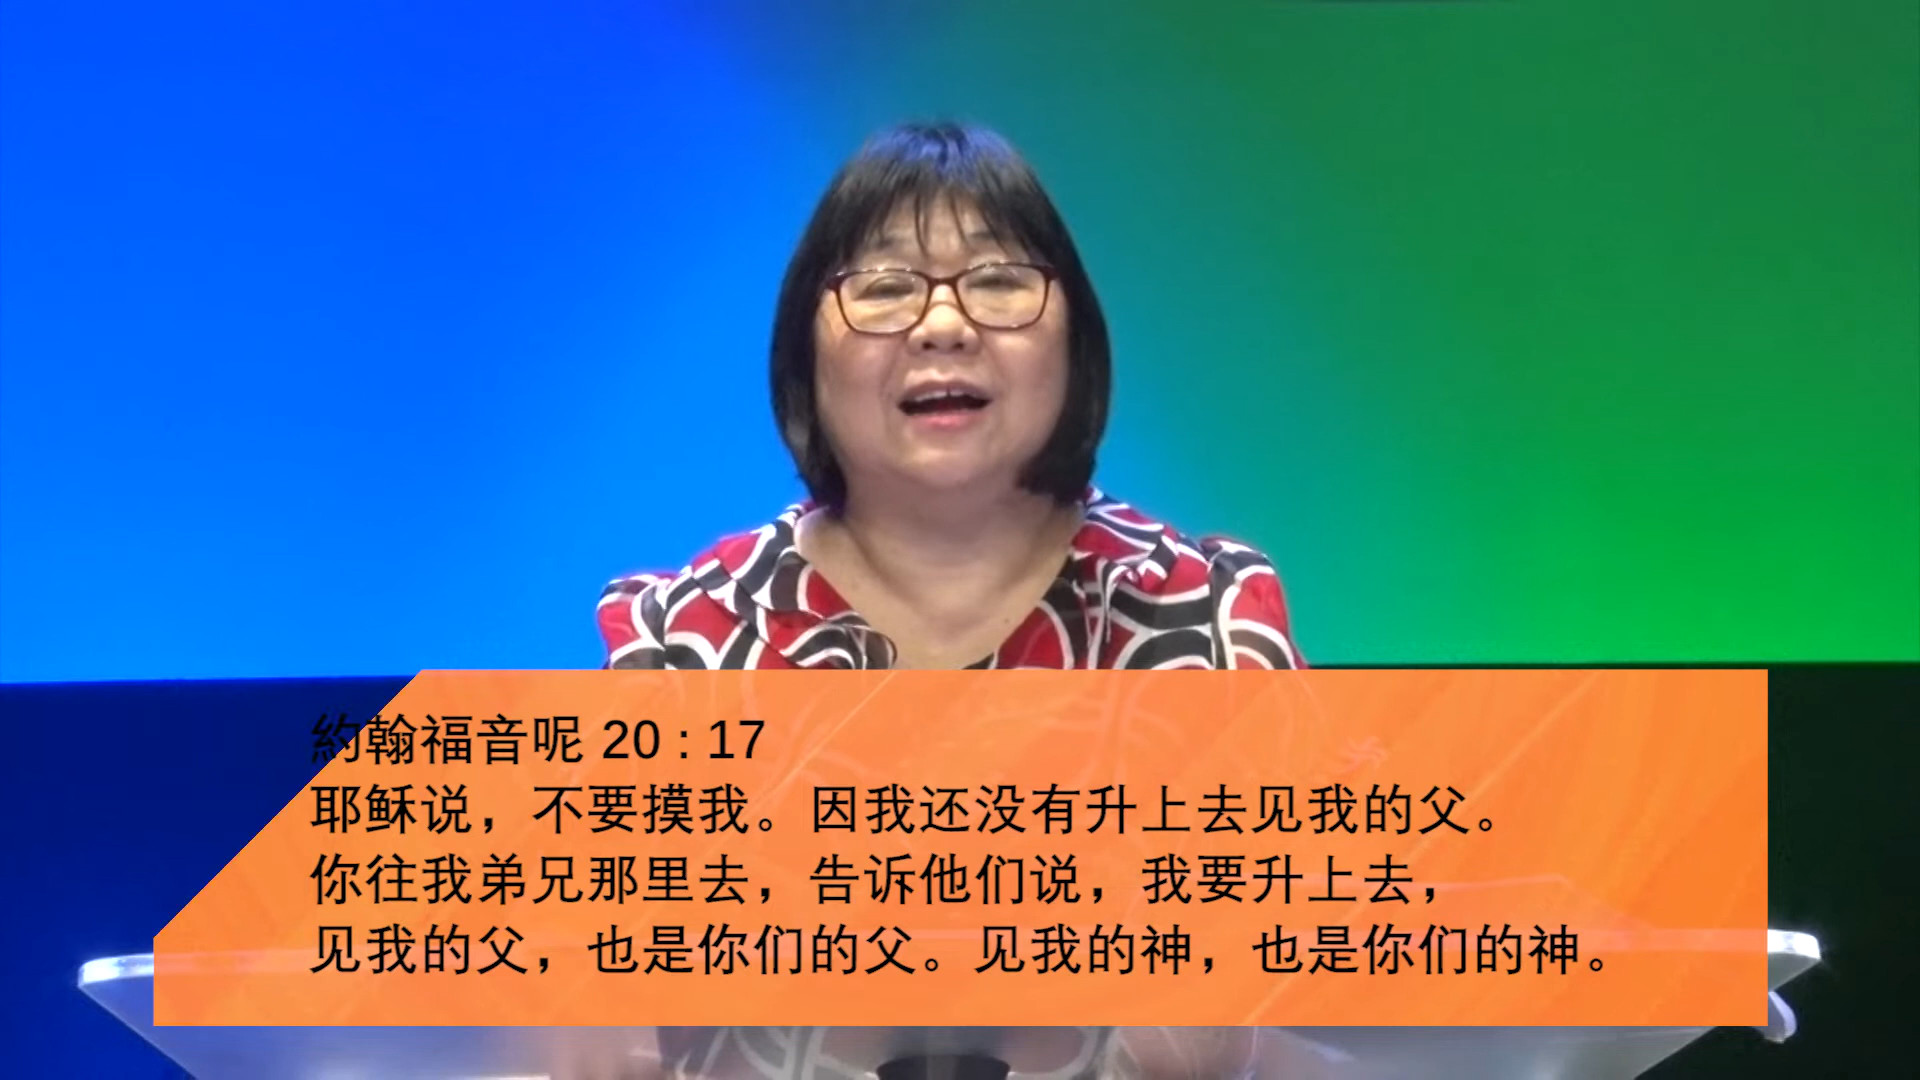 約翰福音呢 20 : 17
耶稣说，不要摸我。因我还没有升上去见我的父。
你往我弟兄那里去，告诉他们说，我要升上去，
见我的父，也是你们的父。见我的神，也是你们的神。